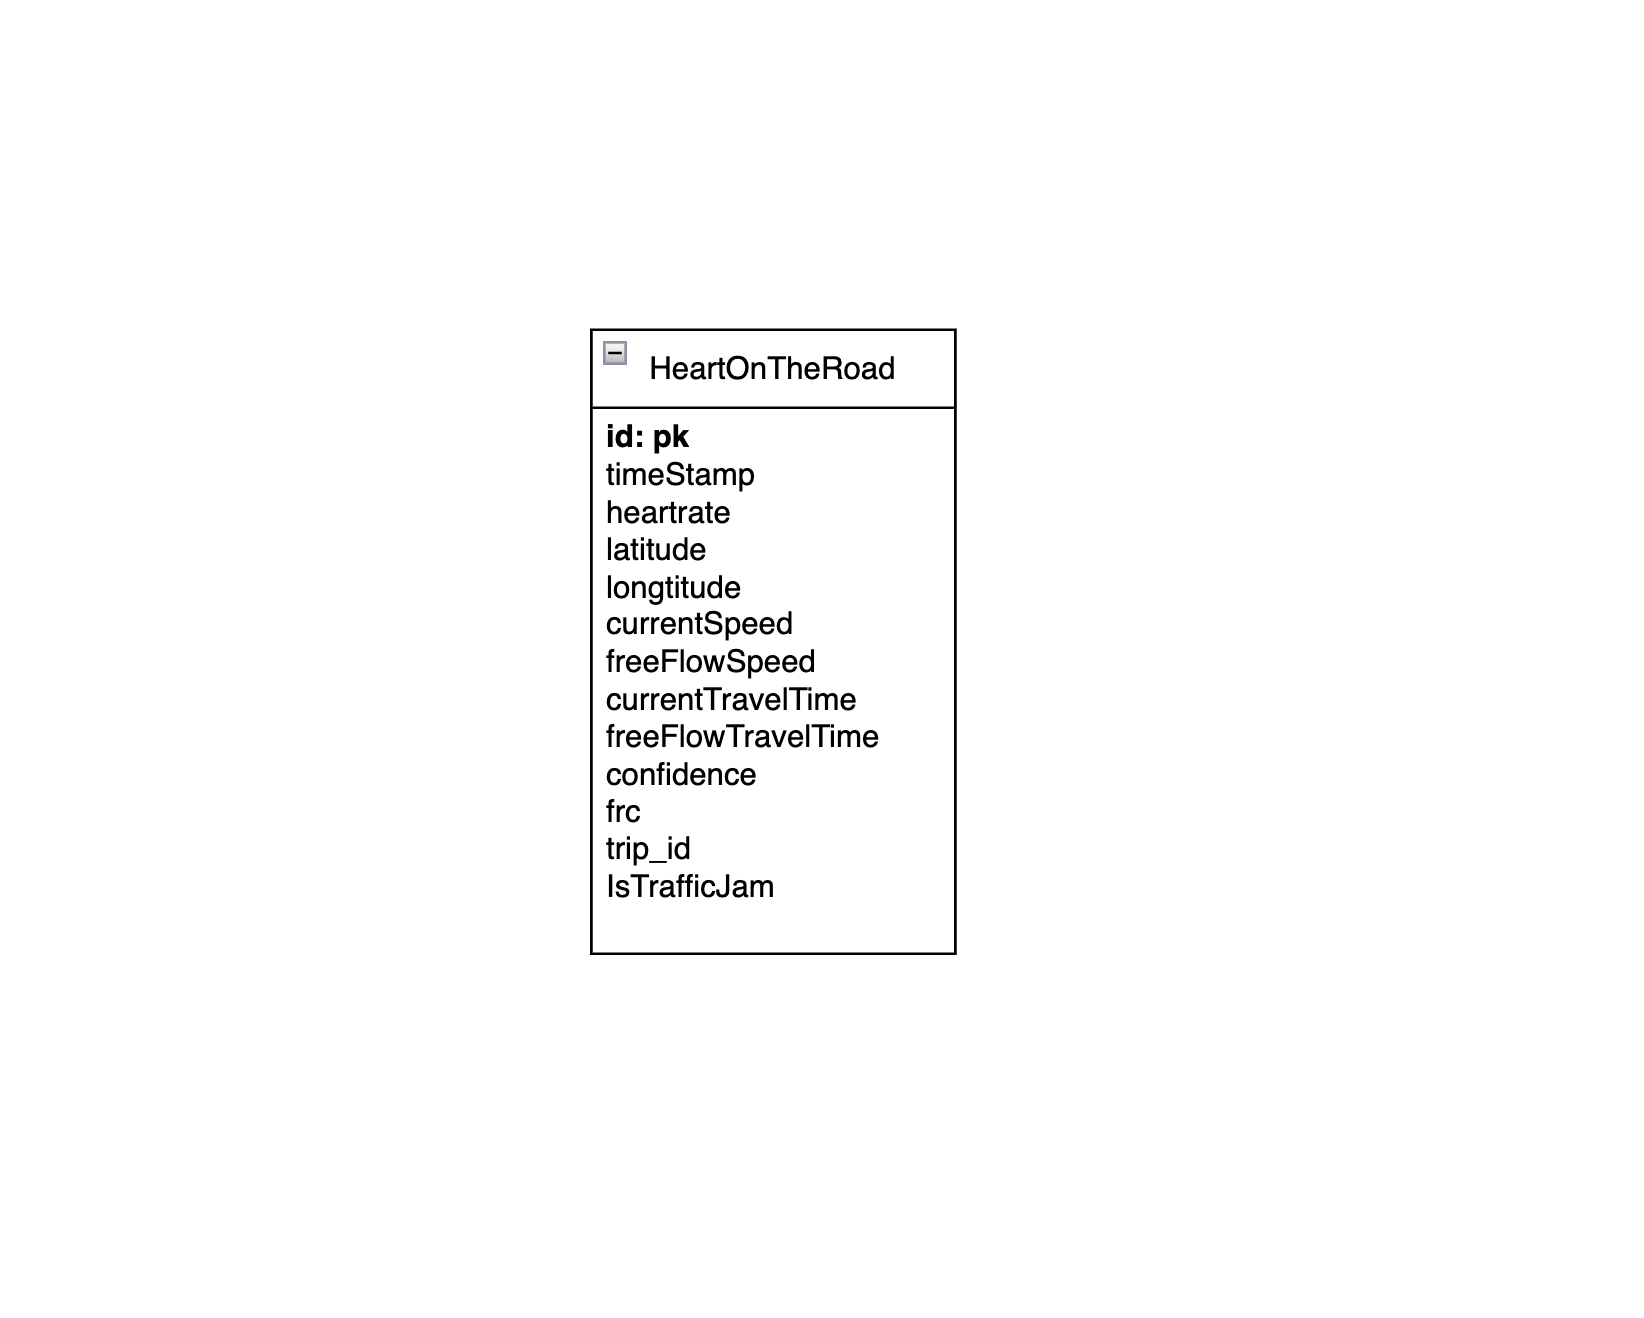 HeartOnTheRoad
id: pk
timeStamp
heartrate
latitude
longtitude
currentSpeed
freeFlowSpeed
currentTravelTime
freeFlowTravelTime
confidence
frc
trip_id
IsTrafficJam